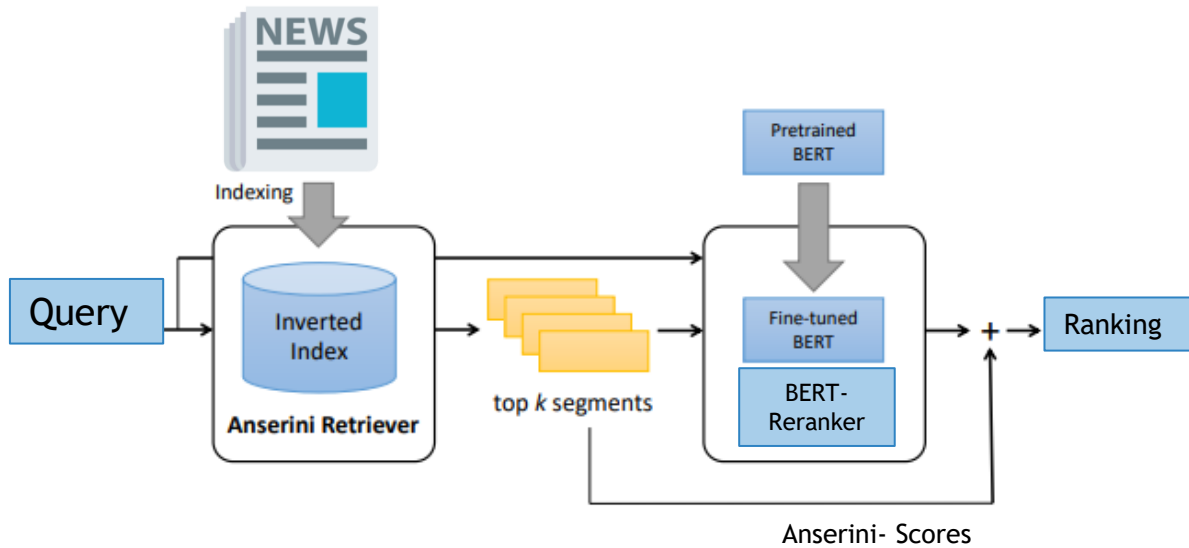 NEWS
Indexing
Pretrained
BERT
Query
Inverted
Index
Anserini Retriever
top k segments
Fine-tuned
BERT
BERT-
Reranker
+
Ranking
Anserini- Scores